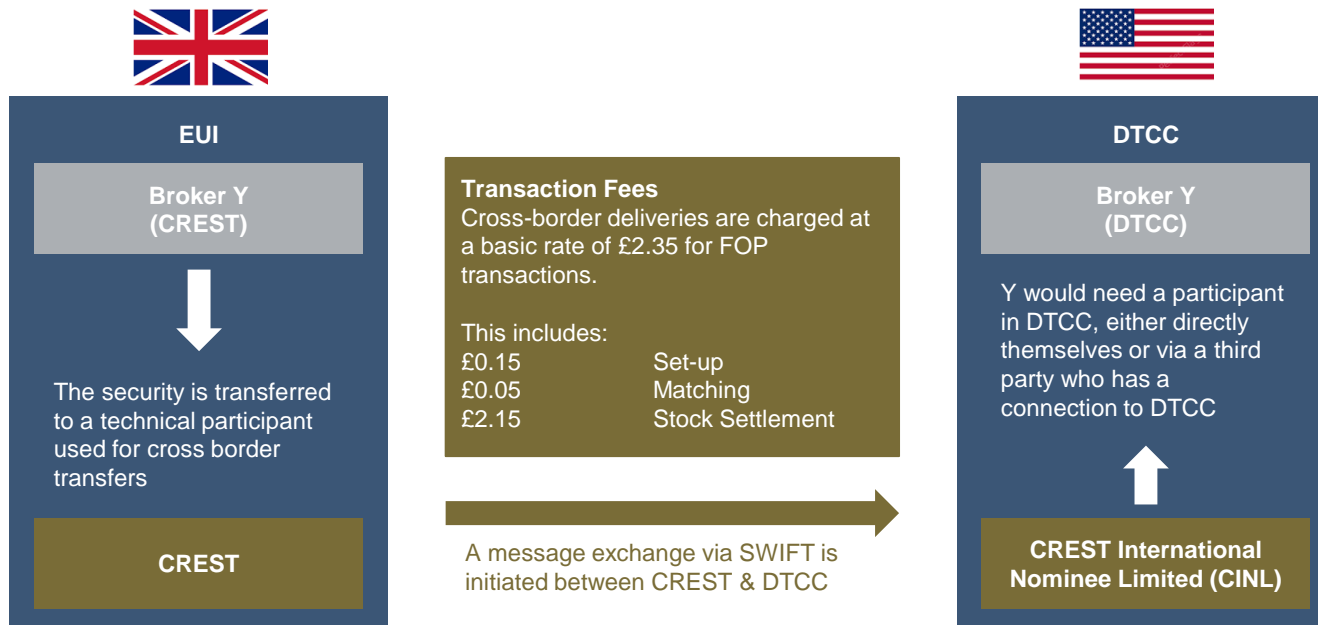 EUI
Broker Y
(CREST)
The security is transferred
to a technical participant
used for cross border
transfers
CREST
Transaction Fees
Cross-border deliveries are charged at
a basic rate of £2.35 for FOP
transactions.
This includes:
£0.15 Set-up
£0.05 Matching
£2.15 Stock Settlement
A message exchange via SWIFT is
initiated between CREST & DTCC
DTCC
Broker Y
(DTCC)
Y would need a participant
in DTCC, either directly
themselves or via a third
party who has a
connection to DTCC
CREST International
Nominee Limited (CINL)